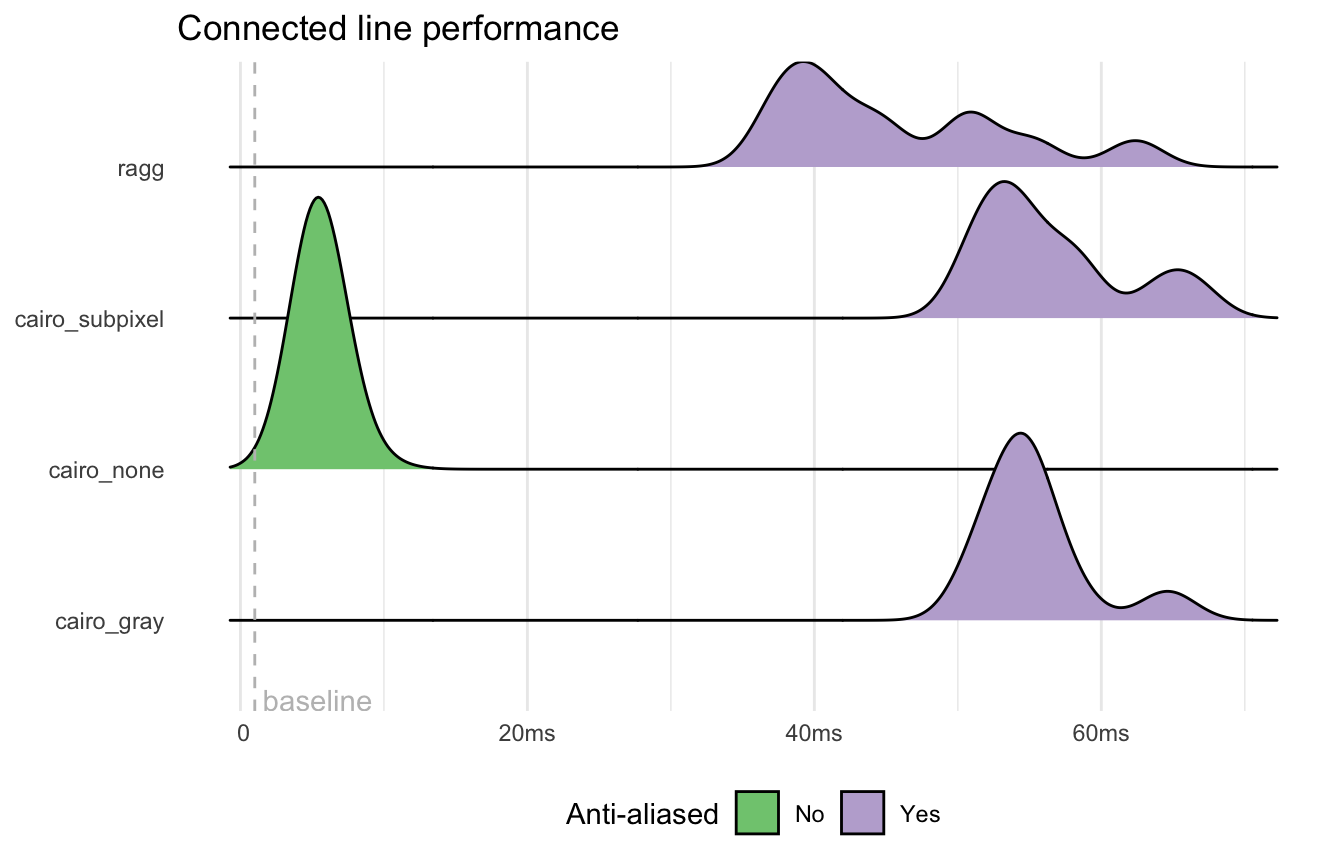 Connected line performance
ragg
cairo_subpixel
cairo_none
cairo_gray
baseline
0 20ms 40ms 60ms
Anti-aliased No Yes